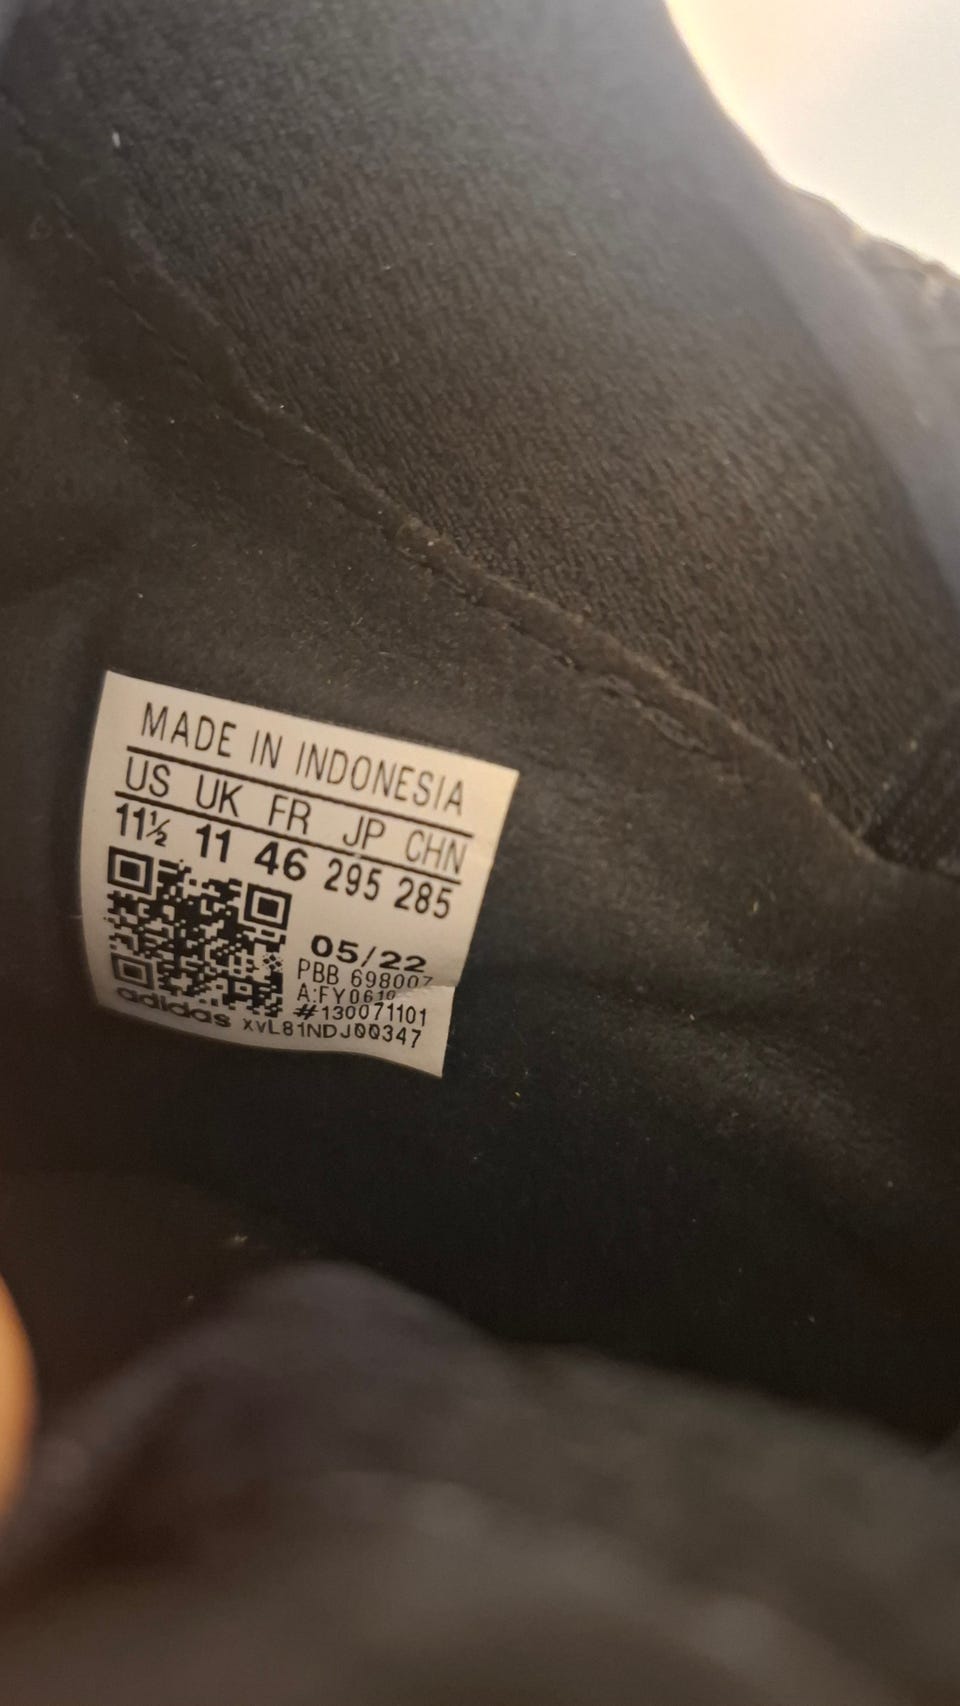 MADE IN INDONESIA
US UK FR JP CHN
11½ 11 46 295 285
05/22
PBB 698007
#130071101
adidas XVL81NDJ00347